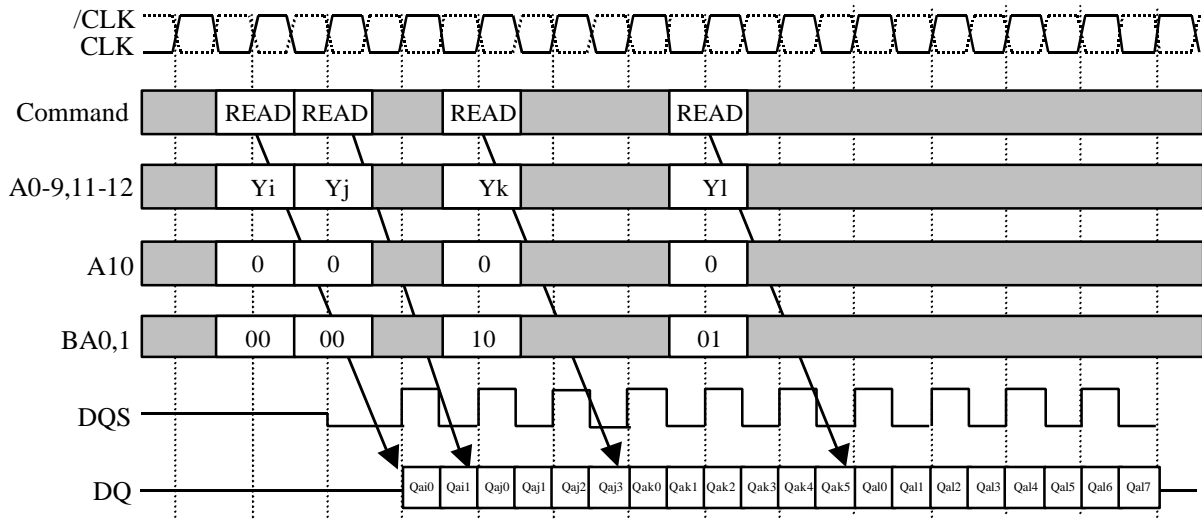 /CLK
CLK
Command READ READ READ READ
A0-9,11-12 Yi Yj Yk Yl
A10 0 0 0 0
BA0,1 00 00 10 01
DQS
DQ Qai0 Qai1 Qaj0 Qaj1 Qaj2 Qaj3 Qak0 Qak1 Qak2 Qak3 Qak4 Qak5 Qal0 Qal1 Qal2 Qal3 Qal4 Qal5 Qal6 Qal7